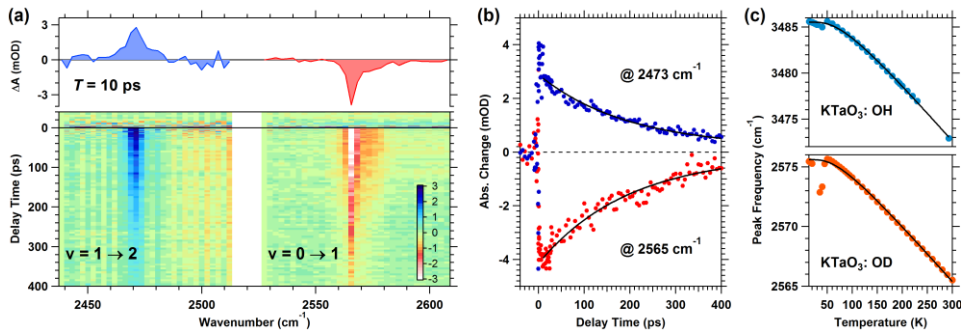 (a)
ΔA (mOD)
3
0
-3
T = 10 ps
Delay Time (ps)
0
100
200
300
400
v = 1 → 2
v = 0 → 1
3
2
1
0
-1
-2
-3
2450
2500
2550
2600
Wavenumber (cm⁻¹)
(b)
Abs. Change (mOD)
4
2
0
-2
-4
@ 2473 cm⁻¹
@ 2565 cm⁻¹
0
100
200
300
400
Delay Time (ps)
(c)
Peak Frequency (cm⁻¹)
3485
3480
3475
KTaO₃: OH
2575
2570
2565
KTaO₃: OD
50 100 150 200 250 300
Temperature (K)